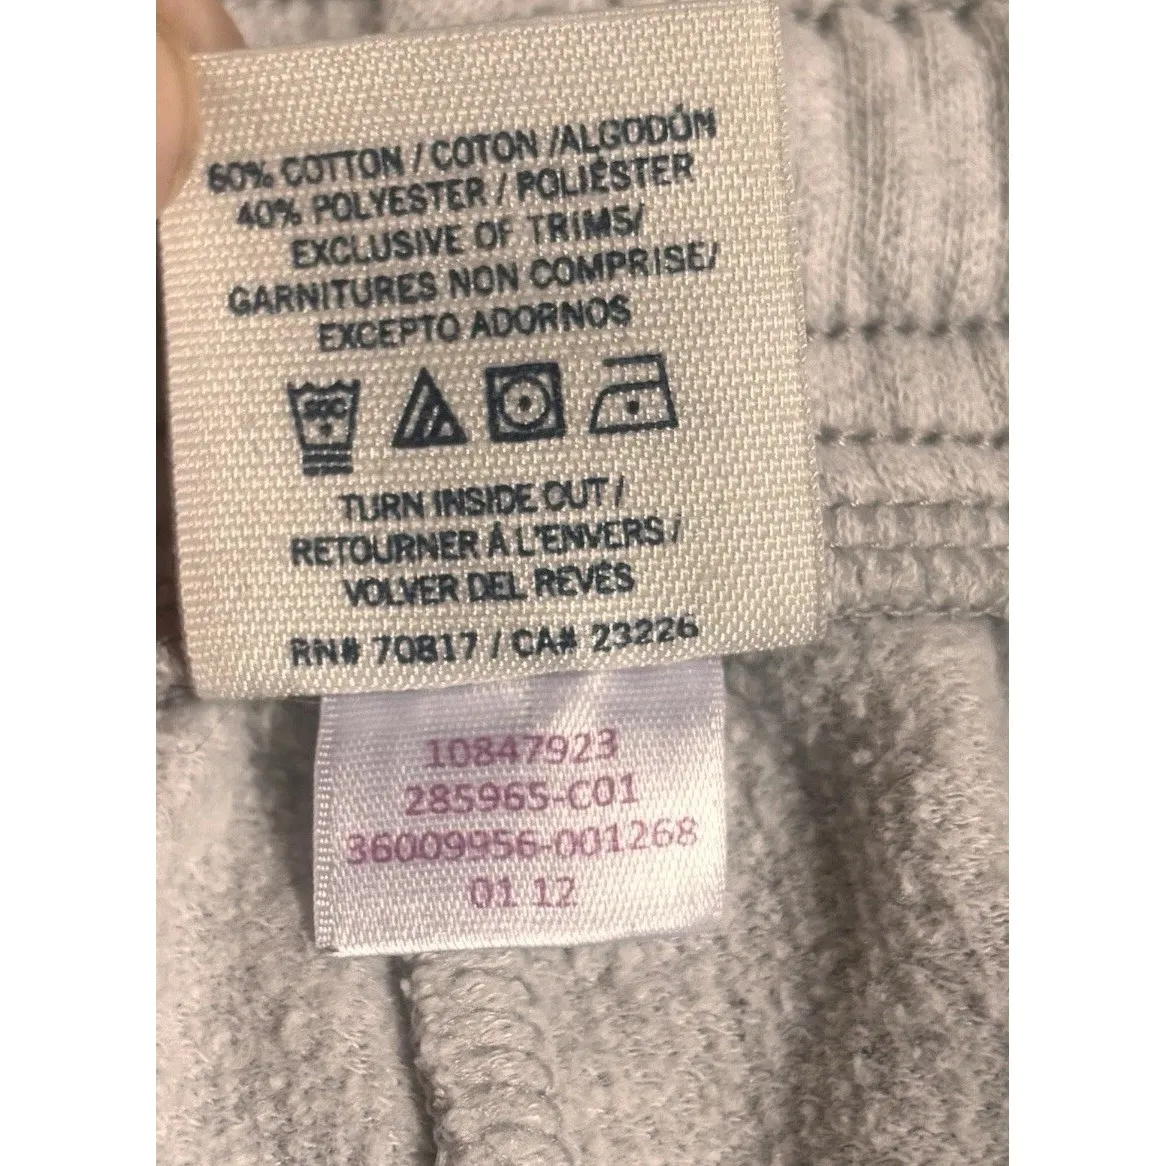 60% COTTON / COTON /ALGODÓN
40% POLYESTER / POLIÉSTER
EXCLUSIVE OF TRIMS/
GARNITURES NON COMPRISE/
EXCEPTO ADORNOS
30C
TURN INSIDE OUT /
RETOURNER À L'ENVERS /
VOLVER DEL REVÉS
RN# 70817 / CA# 23226
10847923
285965-C01
36009956-001268
01 12